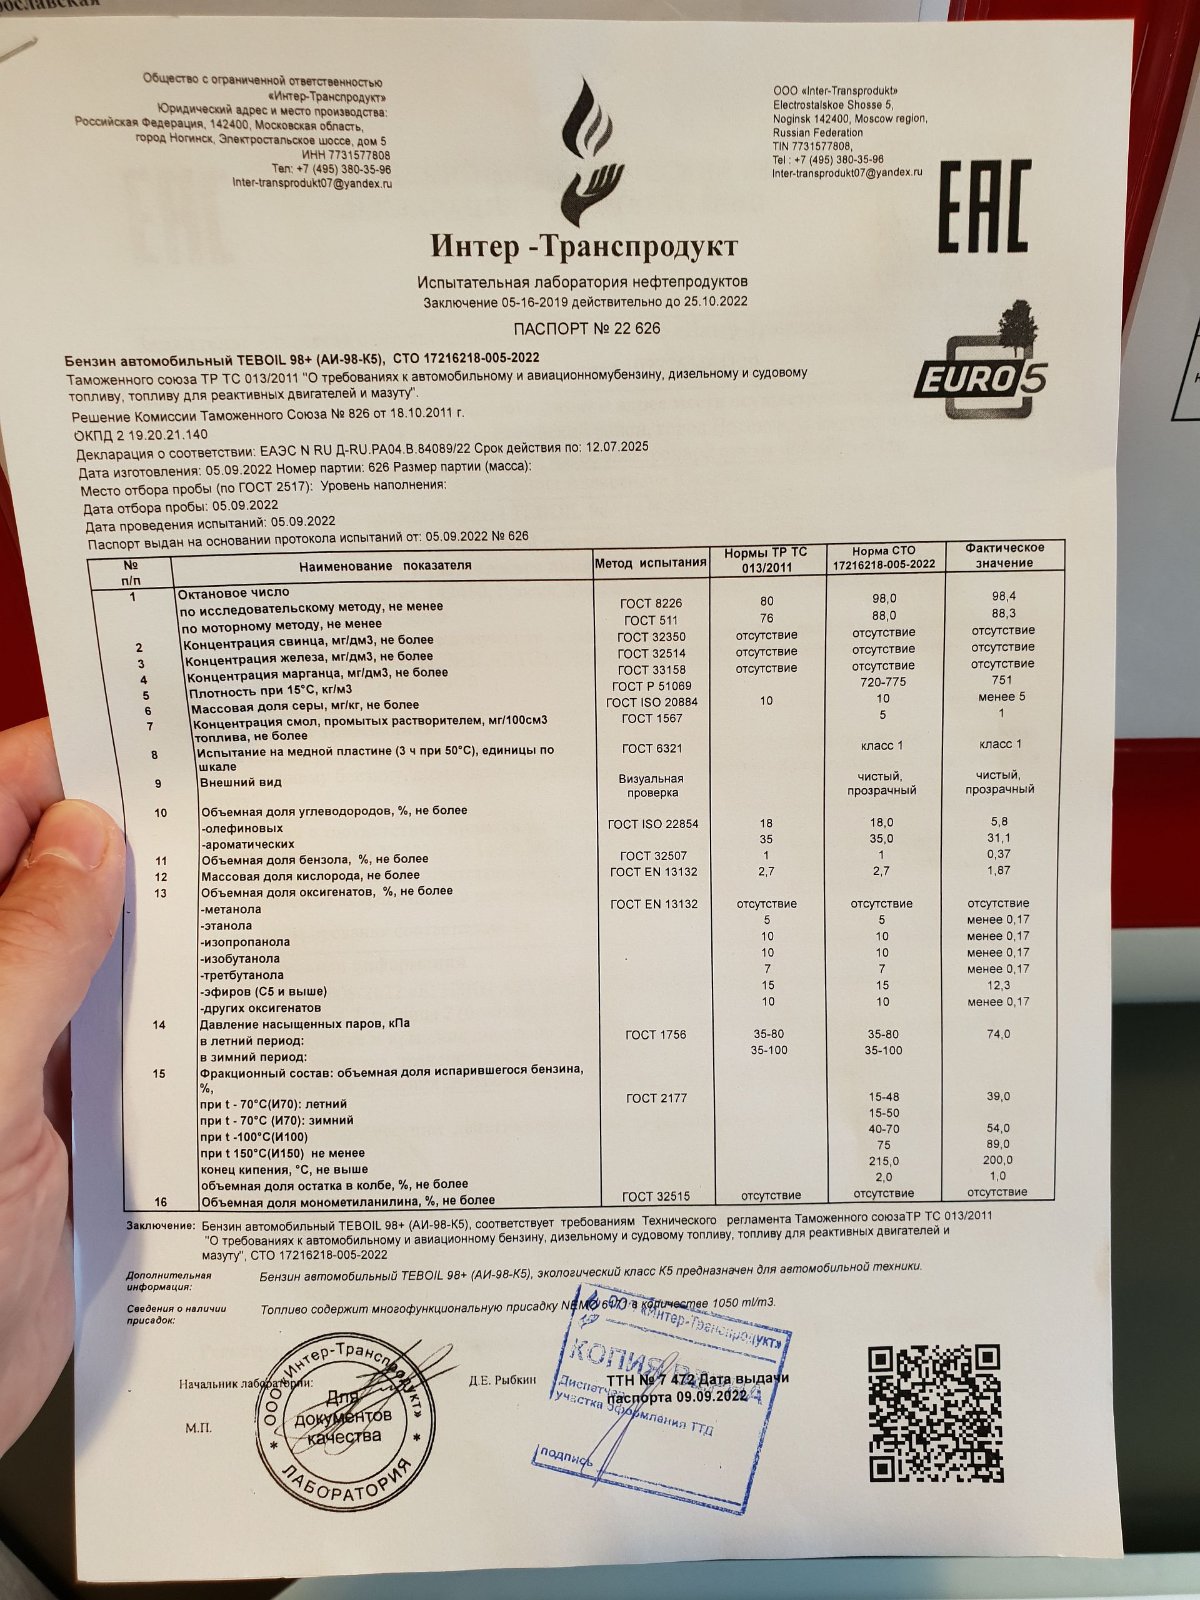 рославская
Общество с ограниченной ответственностью
«Интер-Транспродукт»
Юридический адрес и место производства:
Российская Федерация, 142400, Московская область,
город Ногинск, Электростальское шоссе, дом 5
ИНН 7731577808
Тел: +7 (495) 380-35-96
Inter-transprodukt07@yandex.ru
ООО «Inter-Transprodukt»
Electrostalskoe Shosse 5,
Noginsk 142400, Moscow region,
Russian Federation
TIN 7731577808,
Tel : +7 (495) 380-35-96
Inter-transprodukt07@yandex.ru
EAC
Интер -Транспродукт
Испытательная лаборатория нефтепродуктов
Заключение 05-16-2019 действительно до 25.10.2022
ПАСПОРТ № 22 626
EURO 5
Бензин автомобильный TEBOIL 98+ (АИ-98-К5), СТО 17216218-005-2022
Таможенного союза ТР ТС 013/2011 "О требованиях к автомобильному и авиационномубензину, дизельному и судовому
топливу, топливу для реактивных двигателей и мазуту".
Решение Комиссии Таможенного Союза № 826 от 18.10.2011 г.
ОКПД 2 19.20.21.140
Декларация о соответствии: ЕАЭС N RU Д-RU.РА04.В.84089/22 Срок действия по: 12.07.2025
Дата изготовления: 05.09.2022 Номер партии: 626 Размер партии (масса):
Место отбора пробы (по ГОСТ 2517): Уровень наполнения:
Дата отбора пробы: 05.09.2022
Дата проведения испытаний: 05.09.2022
Паспорт выдан на основании протокола испытаний от: 05.09.2022 № 626
№ п/п Наименование показателя Метод испытания Нормы ТР ТС 013/2011 Норма СТО 17216218-005-2022 Фактическое значение
1 Октановое число
по исследовательскому методу, не менее ГОСТ 8226 80 98,0 98,4
по моторному методу, не менее ГОСТ 511 76 88,0 88,3
2 Концентрация свинца, мг/дм3, не более ГОСТ 32350 отсутствие отсутствие отсутствие
3 Концентрация железа, мг/дм3, не более ГОСТ 32514 отсутствие отсутствие отсутствие
4 Концентрация марганца, мг/дм3, не более ГОСТ 33158 отсутствие отсутствие отсутствие
5 Плотность при 15°С, кг/м3 ГОСТ Р 51069 720-775 751
6 Массовая доля серы, мг/кг, не более ГОСТ ISO 20884 10 10 менее 5
7 Концентрация смол, промытых растворителем, мг/100см3 ГОСТ 1567 5 1
топлива, не более
8 Испытание на медной пластине (3 ч при 50°С), единицы по ГОСТ 6321 класс 1 класс 1
шкале
9 Внешний вид Визуальная проверка чистый, прозрачный чистый, прозрачный
10 Объемная доля углеводородов, %, не более
-олефиновых ГОСТ ISO 22854 18 18,0 5,8
-ароматических 35 35,0 31,1
11 Объемная доля бензола, %, не более ГОСТ 32507 1 1 0,37
12 Массовая доля кислорода, не более ГОСТ EN 13132 2,7 2,7 1,87
13 Объемная доля оксигенатов, %, не более
-метанола ГОСТ EN 13132 отсутствие отсутствие отсутствие
-этанола 5 5 менее 0,17
-изопропанола 10 10 менее 0,17
-изобутанола 10 10 менее 0,17
-третбутанола 7 7 менее 0,17
-эфиров (С5 и выше) 15 15 12,3
-других оксигенатов 10 10 менее 0,17
14 Давление насыщенных паров, кПа
в летний период: ГОСТ 1756 35-80 35-80 74,0
в зимний период: 35-100 35-100
15 Фракционный состав: объемная доля испарившегося бензина,
%,
при t - 70°С(И70): летний ГОСТ 2177 15-48 39,0
при t - 70°С (И70): зимний 15-50
при t -100°С(И100) 40-70 54,0
при t 150°С(И150) не менее 75 89,0
конец кипения, °С, не выше 215,0 200,0
объемная доля остатка в колбе, %, не более 2,0 1,0
16 Объемная доля монометиланилина, %, не более ГОСТ 32515 отсутствие отсутствие отсутствие
Заключение: Бензин автомобильный TEBOIL 98+ (АИ-98-К5), соответствует требованиям Технического регламента Таможенного союзаТР ТС 013/2011
"О требованиях к автомобильному и авиационному бензину, дизельному и судовому топливу, топливу для реактивных двигателей и
мазуту", СТО 17216218-005-2022
Дополнительная информация: Бензин автомобильный TEBOIL 98+ (АИ-98-К5), экологический класс К5 предназначен для автомобильной техники.
Сведения о наличии присадок: Топливо содержит многофункциональную присадку NEMO 6171 в количестве 1050 ml/m3.
Начальник лаборатории:
Д.Е. Рыбкин
М.П.
ООО «Интер-Транспродукт»
Для
документов
качества
ЛАБОРАТОРИЯ
ООО «Интер-Транспродукт»
КОПИЯ
Диспетчер
участка оформления ТТД
подпись
ТТН № 7 472 Дата выдачи
паспорта 09.09.2022